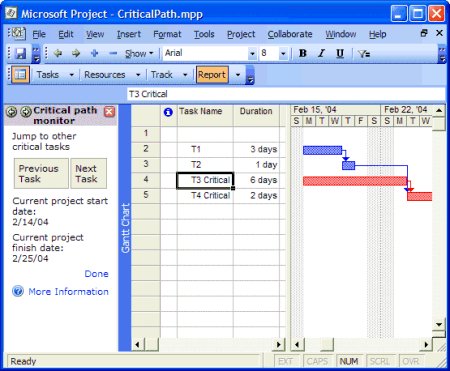 Microsoft Project - CriticalPath.mpp
File Edit View Insert Format Tools Project Collaborate Window Help
Show Arial 8 B I U
Tasks Resources Track Report
T3 Critical
Critical path monitor
Jump to other
critical tasks
Previous Task
Next Task
Current project start
date:
2/14/04
Current project
finish date:
2/25/04
Done
More Information
Gantt Chart
Task Name Duration
Feb 15, '04 Feb 22, '04
S M T W T F S S M T W
1
2 T1 3 days
3 T2 1 day
4 T3 Critical 6 days
5 T4 Critical 2 days
Ready EXT CAPS NUM SCRL OVR